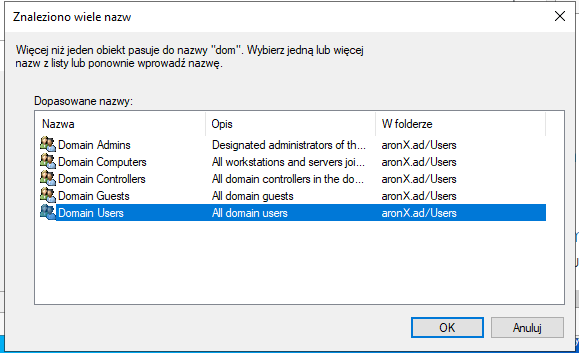 Znaleziono wiele nazw
Więcej niż jeden obiekt pasuje do nazwy "dom". Wybierz jedną lub więcej
nazw z listy lub ponownie wprowadź nazwę.
Dopasowane nazwy:
Nazwa Opis W folderze
Domain Admins Designated administrators of th... aronX.ad/Users
Domain Computers All workstations and servers joi... aronX.ad/Users
Domain Controllers All domain controllers in the do... aronX.ad/Users
Domain Guests All domain guests aronX.ad/Users
Domain Users All domain users aronX.ad/Users
OK Anuluj